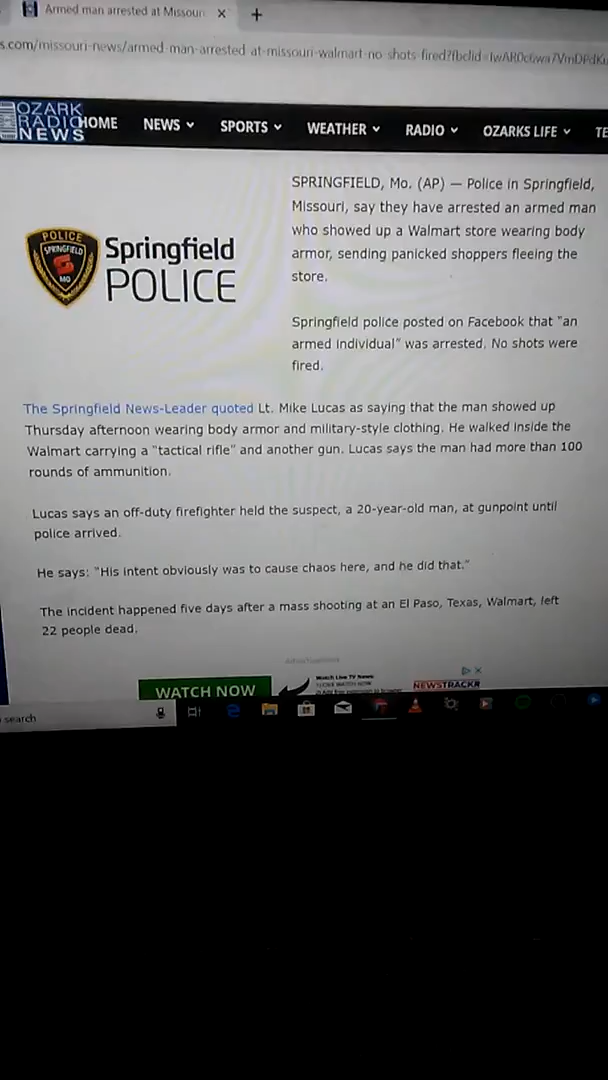 Armed man arrested at Missour
s.com/missouri-news/armed-man-arrested-at-missouri-walmart-no-shots-fired?fbclid
OZARK
RADIO
NEWS
HOME NEWS SPORTS WEATHER RADIO OZARKS LIFE TE
SPRINGFIELD, Mo. (AP) — Police in Springfield,
Missouri, say they have arrested an armed man
who showed up a Walmart store wearing body
armor, sending panicked shoppers fleeing the
store.
POLICE
SPRINGFIELD
MO
Springfield
POLICE
Springfield police posted on Facebook that "an
armed individual" was arrested. No shots were
fired.
The Springfield News-Leader quoted Lt. Mike Lucas as saying that the man showed up
Thursday afternoon wearing body armor and military-style clothing. He walked inside the
Walmart carrying a "tactical rifle" and another gun. Lucas says the man had more than 100
rounds of ammunition.
Lucas says an off-duty firefighter held the suspect, a 20-year-old man, at gunpoint until
police arrived.
He says: "His intent obviously was to cause chaos here, and he did that."
The incident happened five days after a mass shooting at an El Paso, Texas, Walmart, left
22 people dead.
Advertisement
WATCH NOW
Watch Live TV News
NEWSTRACKR
search